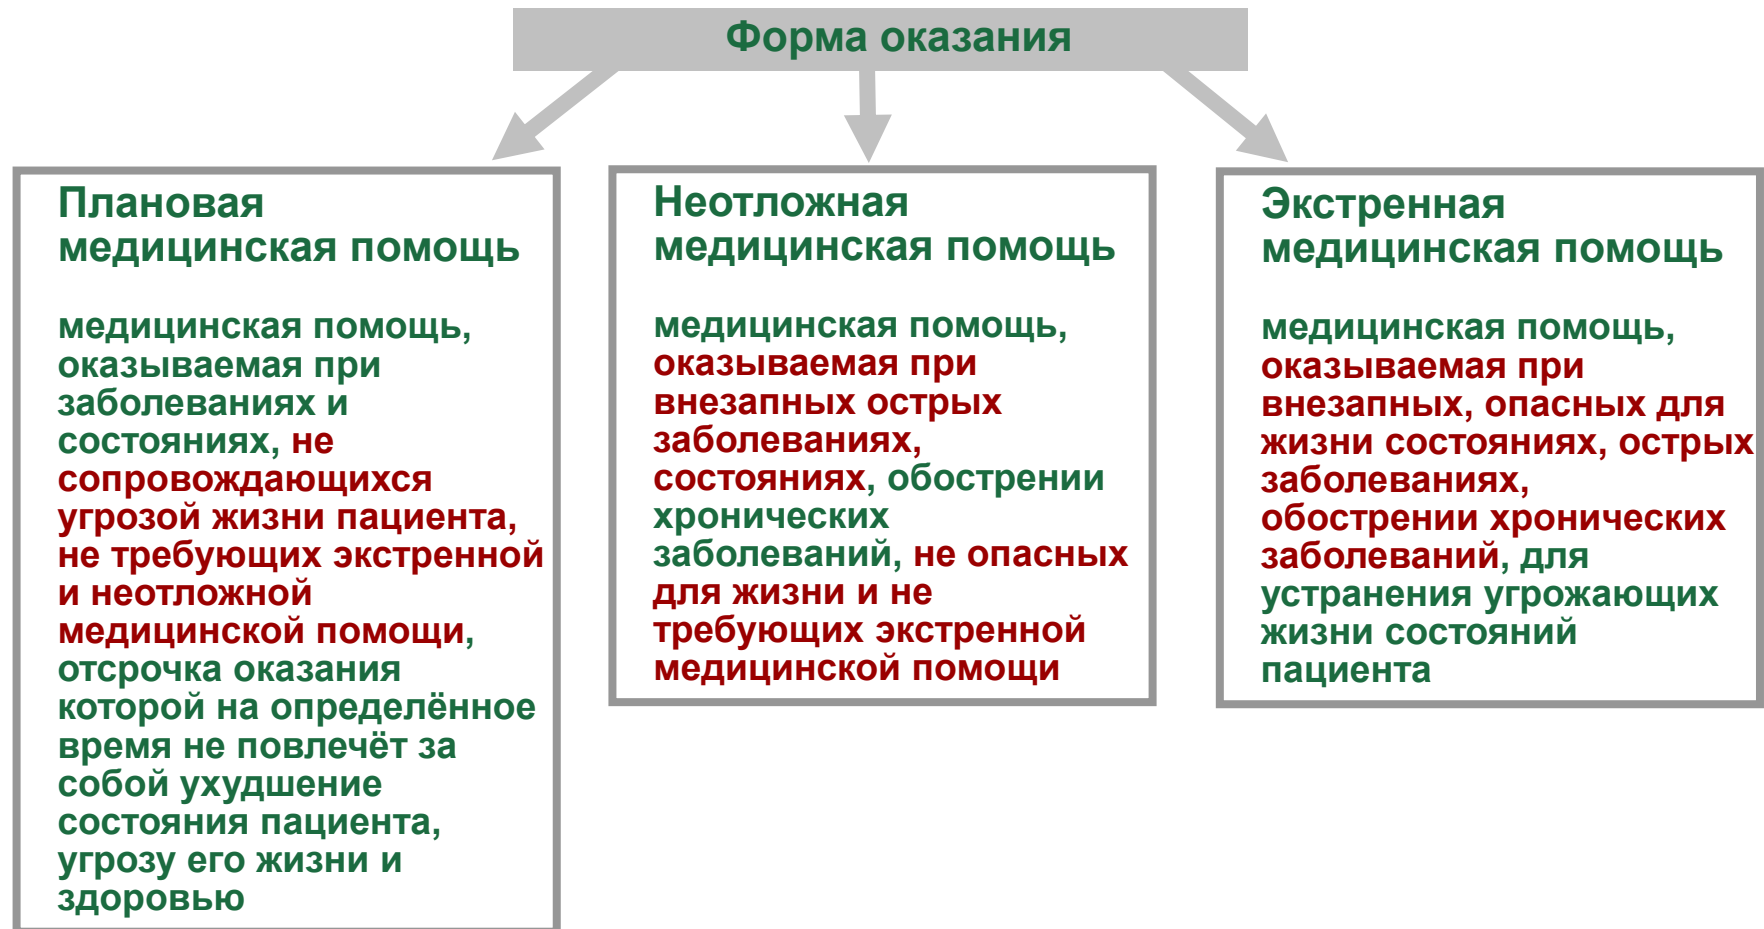 Форма оказания
Плановая
медицинская помощь
медицинская помощь,
оказываемая при
заболеваниях и
состояниях, не
сопровождающихся
угрозой жизни пациента,
не требующих экстренной
и неотложной
медицинской помощи,
отсрочка оказания
которой на определённое
время не повлечёт за
собой ухудшение
состояния пациента,
угрозу его жизни и
здоровью
Неотложная
медицинская помощь
медицинская помощь,
оказываемая при
внезапных острых
заболеваниях,
состояниях, обострении
хронических
заболеваний, не опасных
для жизни и не
требующих экстренной
медицинской помощи
Экстренная
медицинская помощь
медицинская помощь,
оказываемая при
внезапных, опасных для
жизни состояниях, острых
заболеваниях,
обострении хронических
заболеваний, для
устранения угрожающих
жизни состояний
пациента